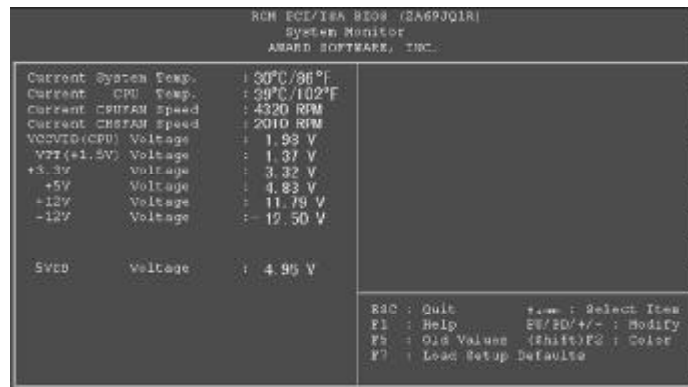 RCM PCI/ISA BIOS (2A69JQ1R)
System Monitor
AWARD SOFTWARE, INC.
Current System Temp. : 30°C/86°F
Current CPU Temp. : 39°C/102°F
Current CPUFAN Speed : 4320 RPM
Current CHSFAN Speed : 2010 RPM
VCCVID(CPU) Voltage : 1.98 V
VTT(+1.5V) Voltage : 1.37 V
+3.3V Voltage : 3.32 V
+5V Voltage : 4.83 V
+12V Voltage : 11.79 V
-12V Voltage :- 12.50 V
Voltage : 4.95 V
ESC : Quit : Select Item
F1 : Help PU/PD/+/- : Modify
F5 : Old Values (Shift)F2 : Color
F7 : Load Setup Defaults